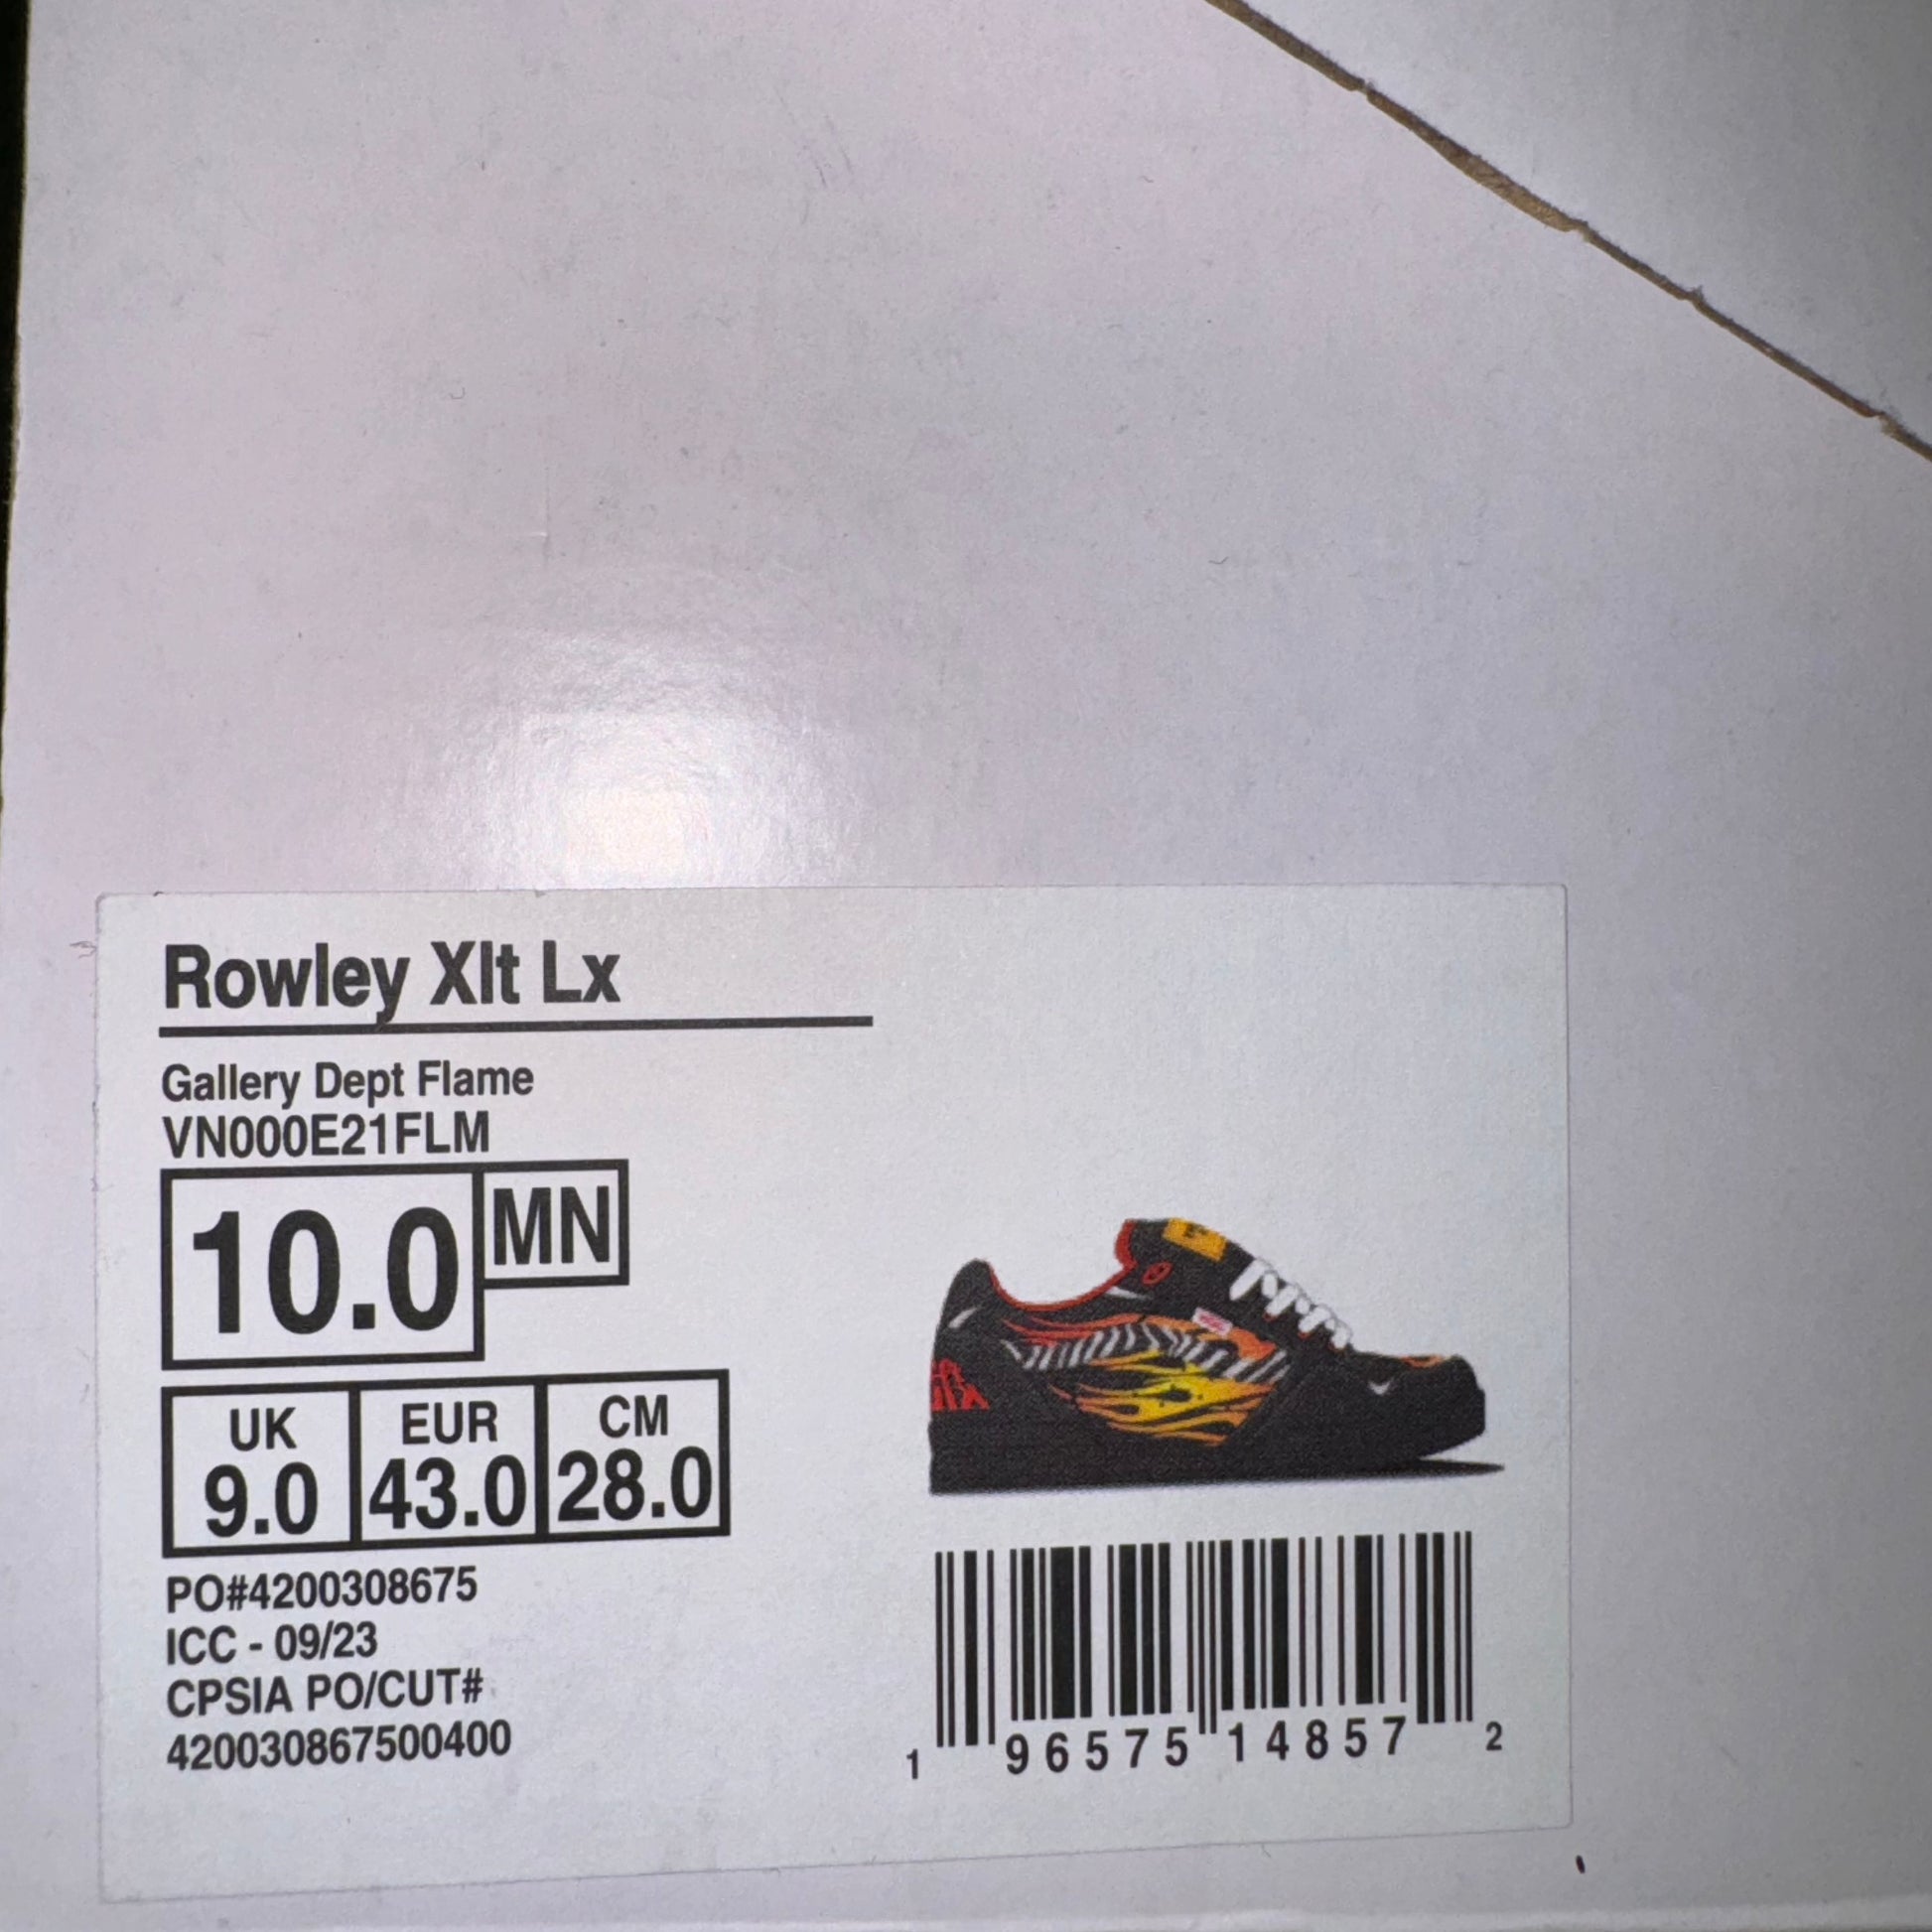 Rowley Xlt Lx
Gallery Dept Flame
VN000E21FLM
10.0 MN
UK EUR CM
9.0 43.0 28.0
PO#4200308675
ICC - 09/23
CPSIA PO/CUT#
420030867500400
1 96575 14857 2